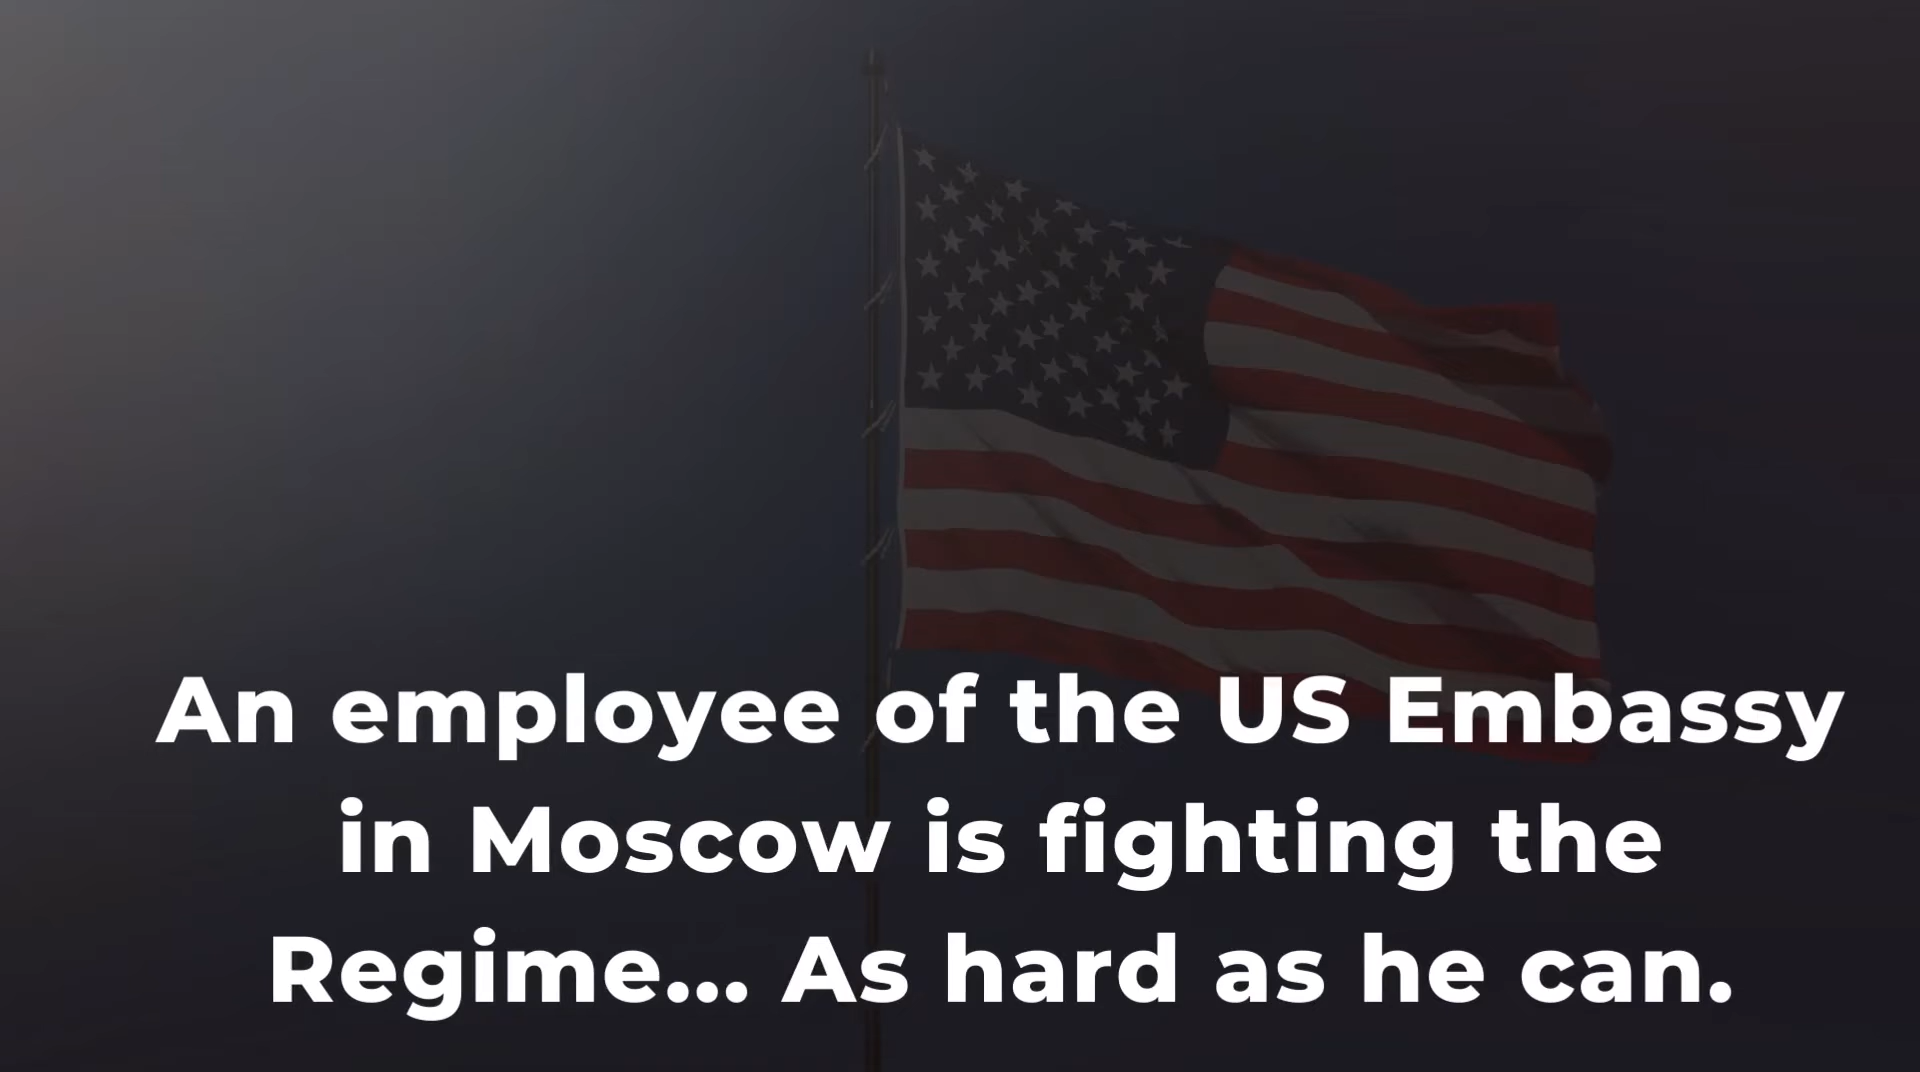 An employee of the US Embassy
in Moscow is fighting the
Regime... As hard as he can.